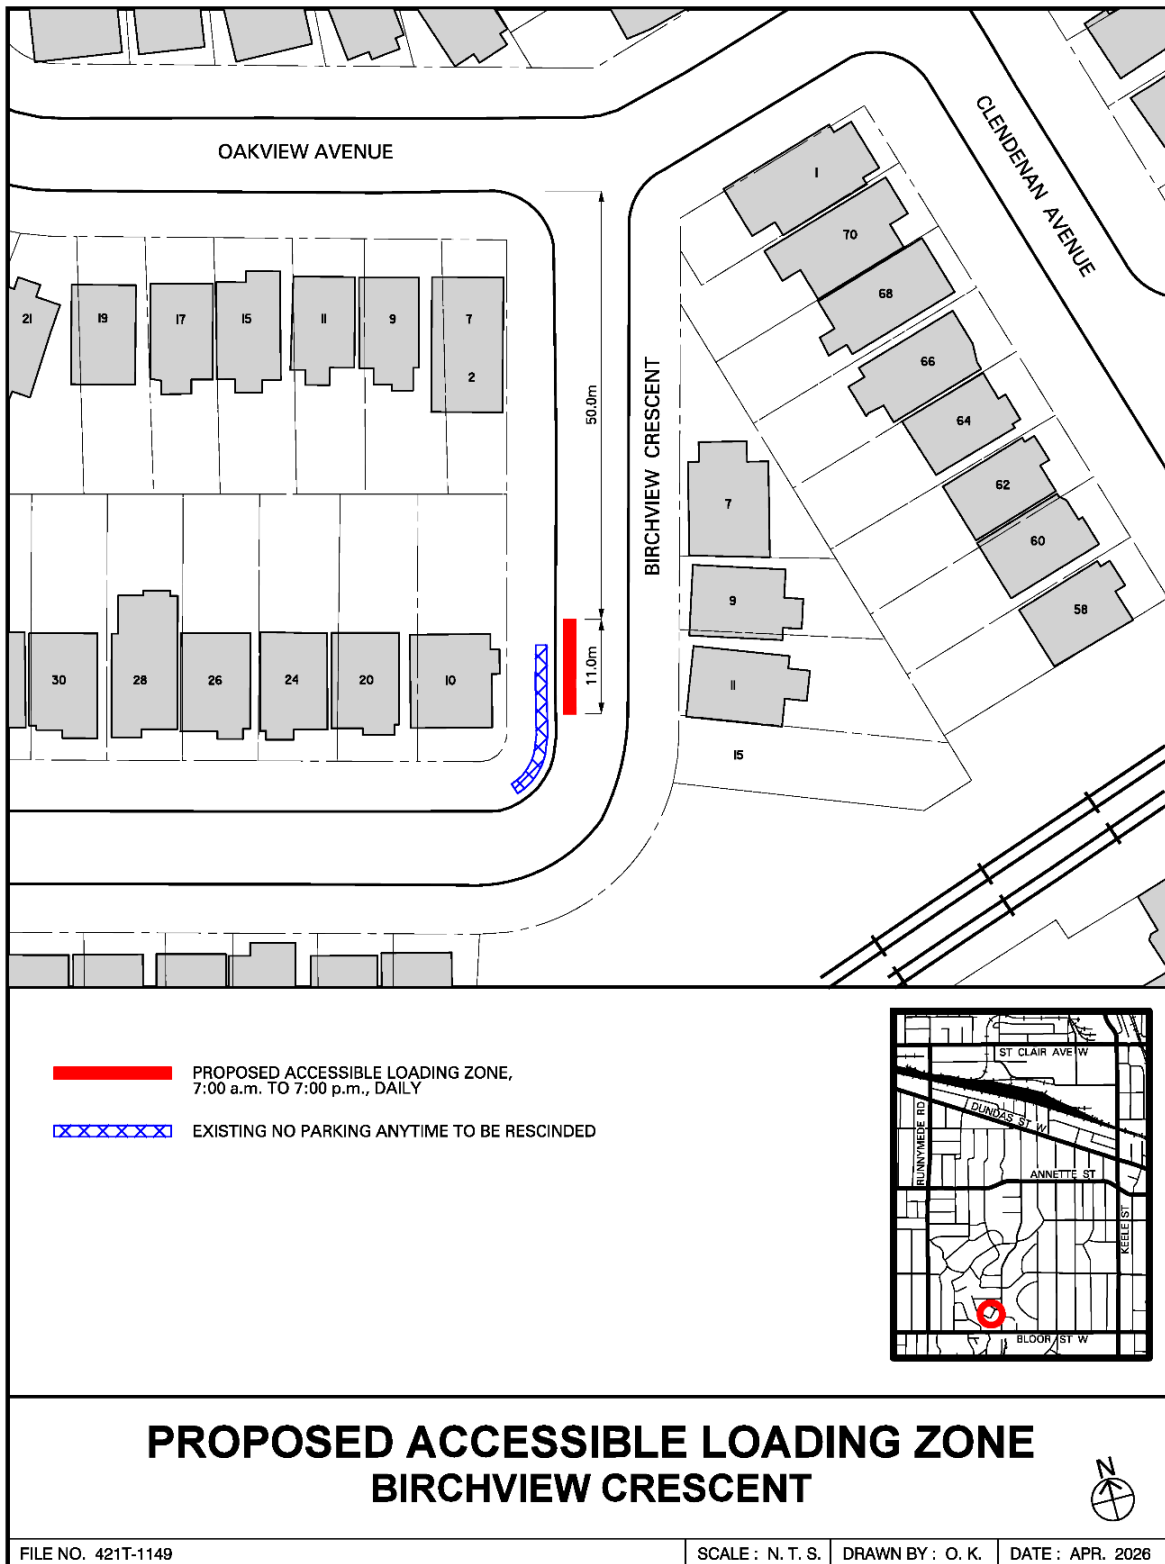 OAKVIEW AVENUE
CLENDENAN AVENUE
BIRCHVIEW CRESCENT
1
70
68
66
64
62
60
58
21
19
17
15
11
9
7
2
50.0m
7
9
11
15
11.0m
30
28
26
24
20
10
PROPOSED ACCESSIBLE LOADING ZONE,
7:00 a.m. TO 7:00 p.m., DAILY
EXISTING NO PARKING ANYTIME TO BE RESCINDED
ST CLAIR AVE W
DUNDAS ST W
RUNNYMEDE RD
ANNETTE ST
KEELE ST
BLOOR ST W
PROPOSED ACCESSIBLE LOADING ZONE
BIRCHVIEW CRESCENT
N
FILE NO. 421T-1149
SCALE : N. T. S.
DRAWN BY : O. K.
DATE : APR. 2026